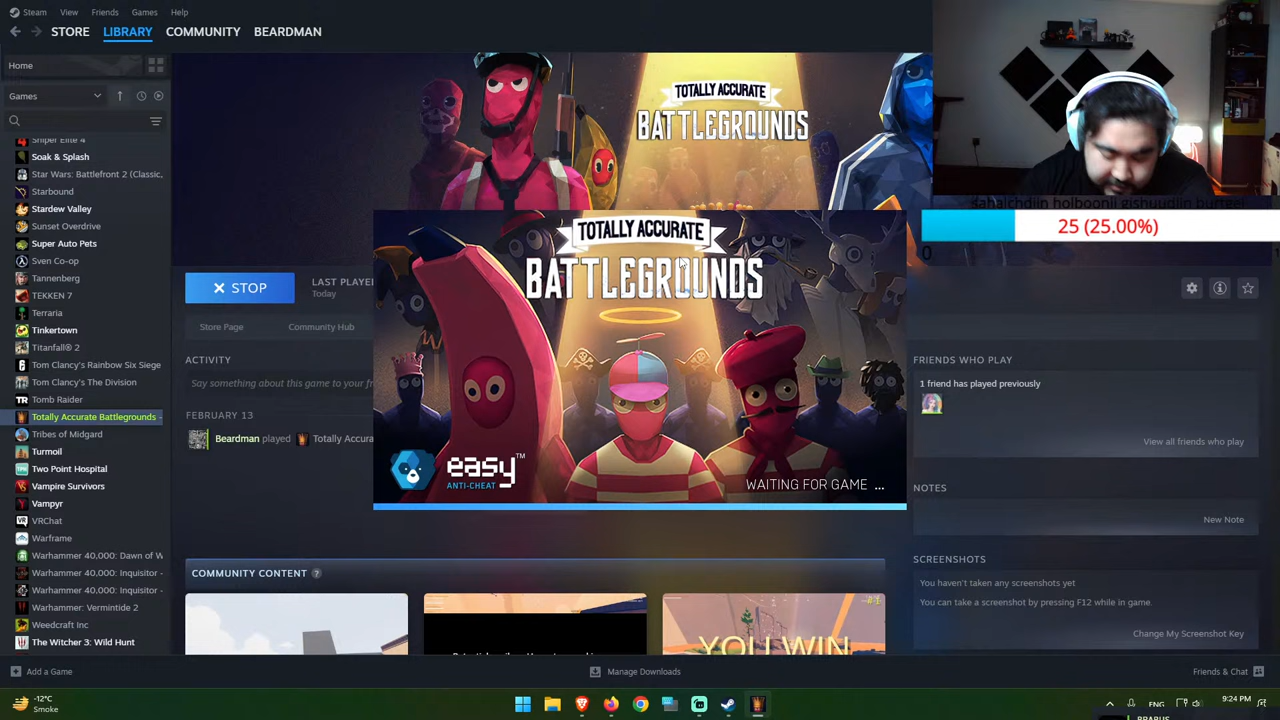 Steam View Friends Games Help
STORE LIBRARY COMMUNITY BEARDMAN
Home
Games
Sniper Elite 4
Soak & Splash
Star Wars: Battlefront 2 (Classic,
Starbound
Stardew Valley
Sunset Overdrive
Super Auto Pets
Sven Co-op
Tannenberg
TEKKEN 7
Terraria
Tinkertown
Titanfall® 2
Tom Clancy's Rainbow Six Siege
Tom Clancy's The Division
Tomb Raider
Totally Accurate Battlegrounds -
Tribes of Midgard
Turmoil
Two Point Hospital
Vampire Survivors
Vampyr
VRChat
Warframe
Warhammer 40,000: Dawn of W
Warhammer 40,000: Inquisitor -
Warhammer 40,000: Inquisitor -
Warhammer: Vermintide 2
Weedcraft Inc
The Witcher 3: Wild Hunt
TOTALLY ACCURATE
BATTLEGROUNDS
STOP
LAST PLAYE
Today
Store Page Community Hub
ACTIVITY
Say something about this game to your fr
FEBRUARY 13
Beardman played Totally Accura
TOTALLY ACCURATE
BATTLEGROUNDS
easy™
ANTI-CHEAT
WAITING FOR GAME ...
COMMUNITY CONTENT ?
YOU WIN
#1
sahalchdiin holboonii gishuudiin burtgel
25 (25.00%)
0
FRIENDS WHO PLAY
1 friend has played previously
View all friends who play
NOTES
New Note
SCREENSHOTS
You haven't taken any screenshots yet
You can take a screenshot by pressing F12 while in game.
Change My Screenshot Key
Add a Game
Manage Downloads
Friends & Chat
-12°C
Smoke
ENG
9:24 PM